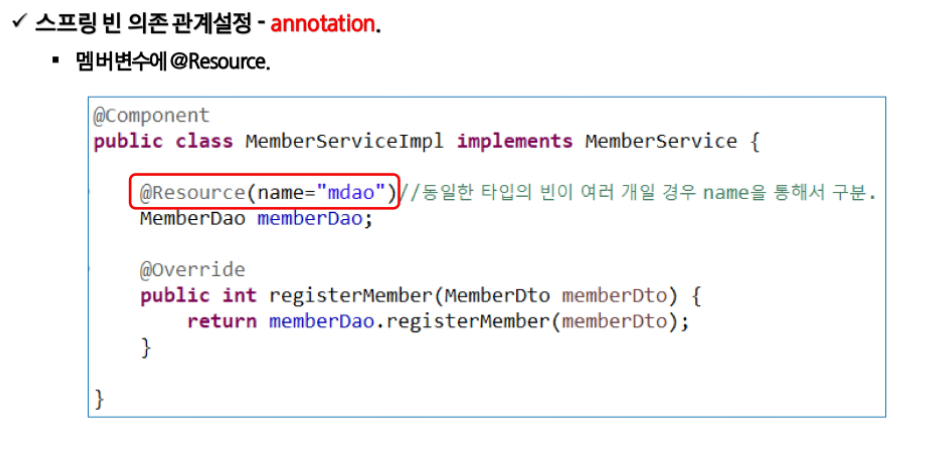 ✓ 스프링 빈 의존 관계설정 - annotation.
▪ 멤버변수에 @Resource.
@Component
public class MemberServiceImpl implements MemberService {
@Resource(name="mdao")//동일한 타입의 빈이 여러 개일 경우 name을 통해서 구분.
MemberDao memberDao;
@Override
public int registerMember(MemberDto memberDto) {
return memberDao.registerMember(memberDto);
}
}